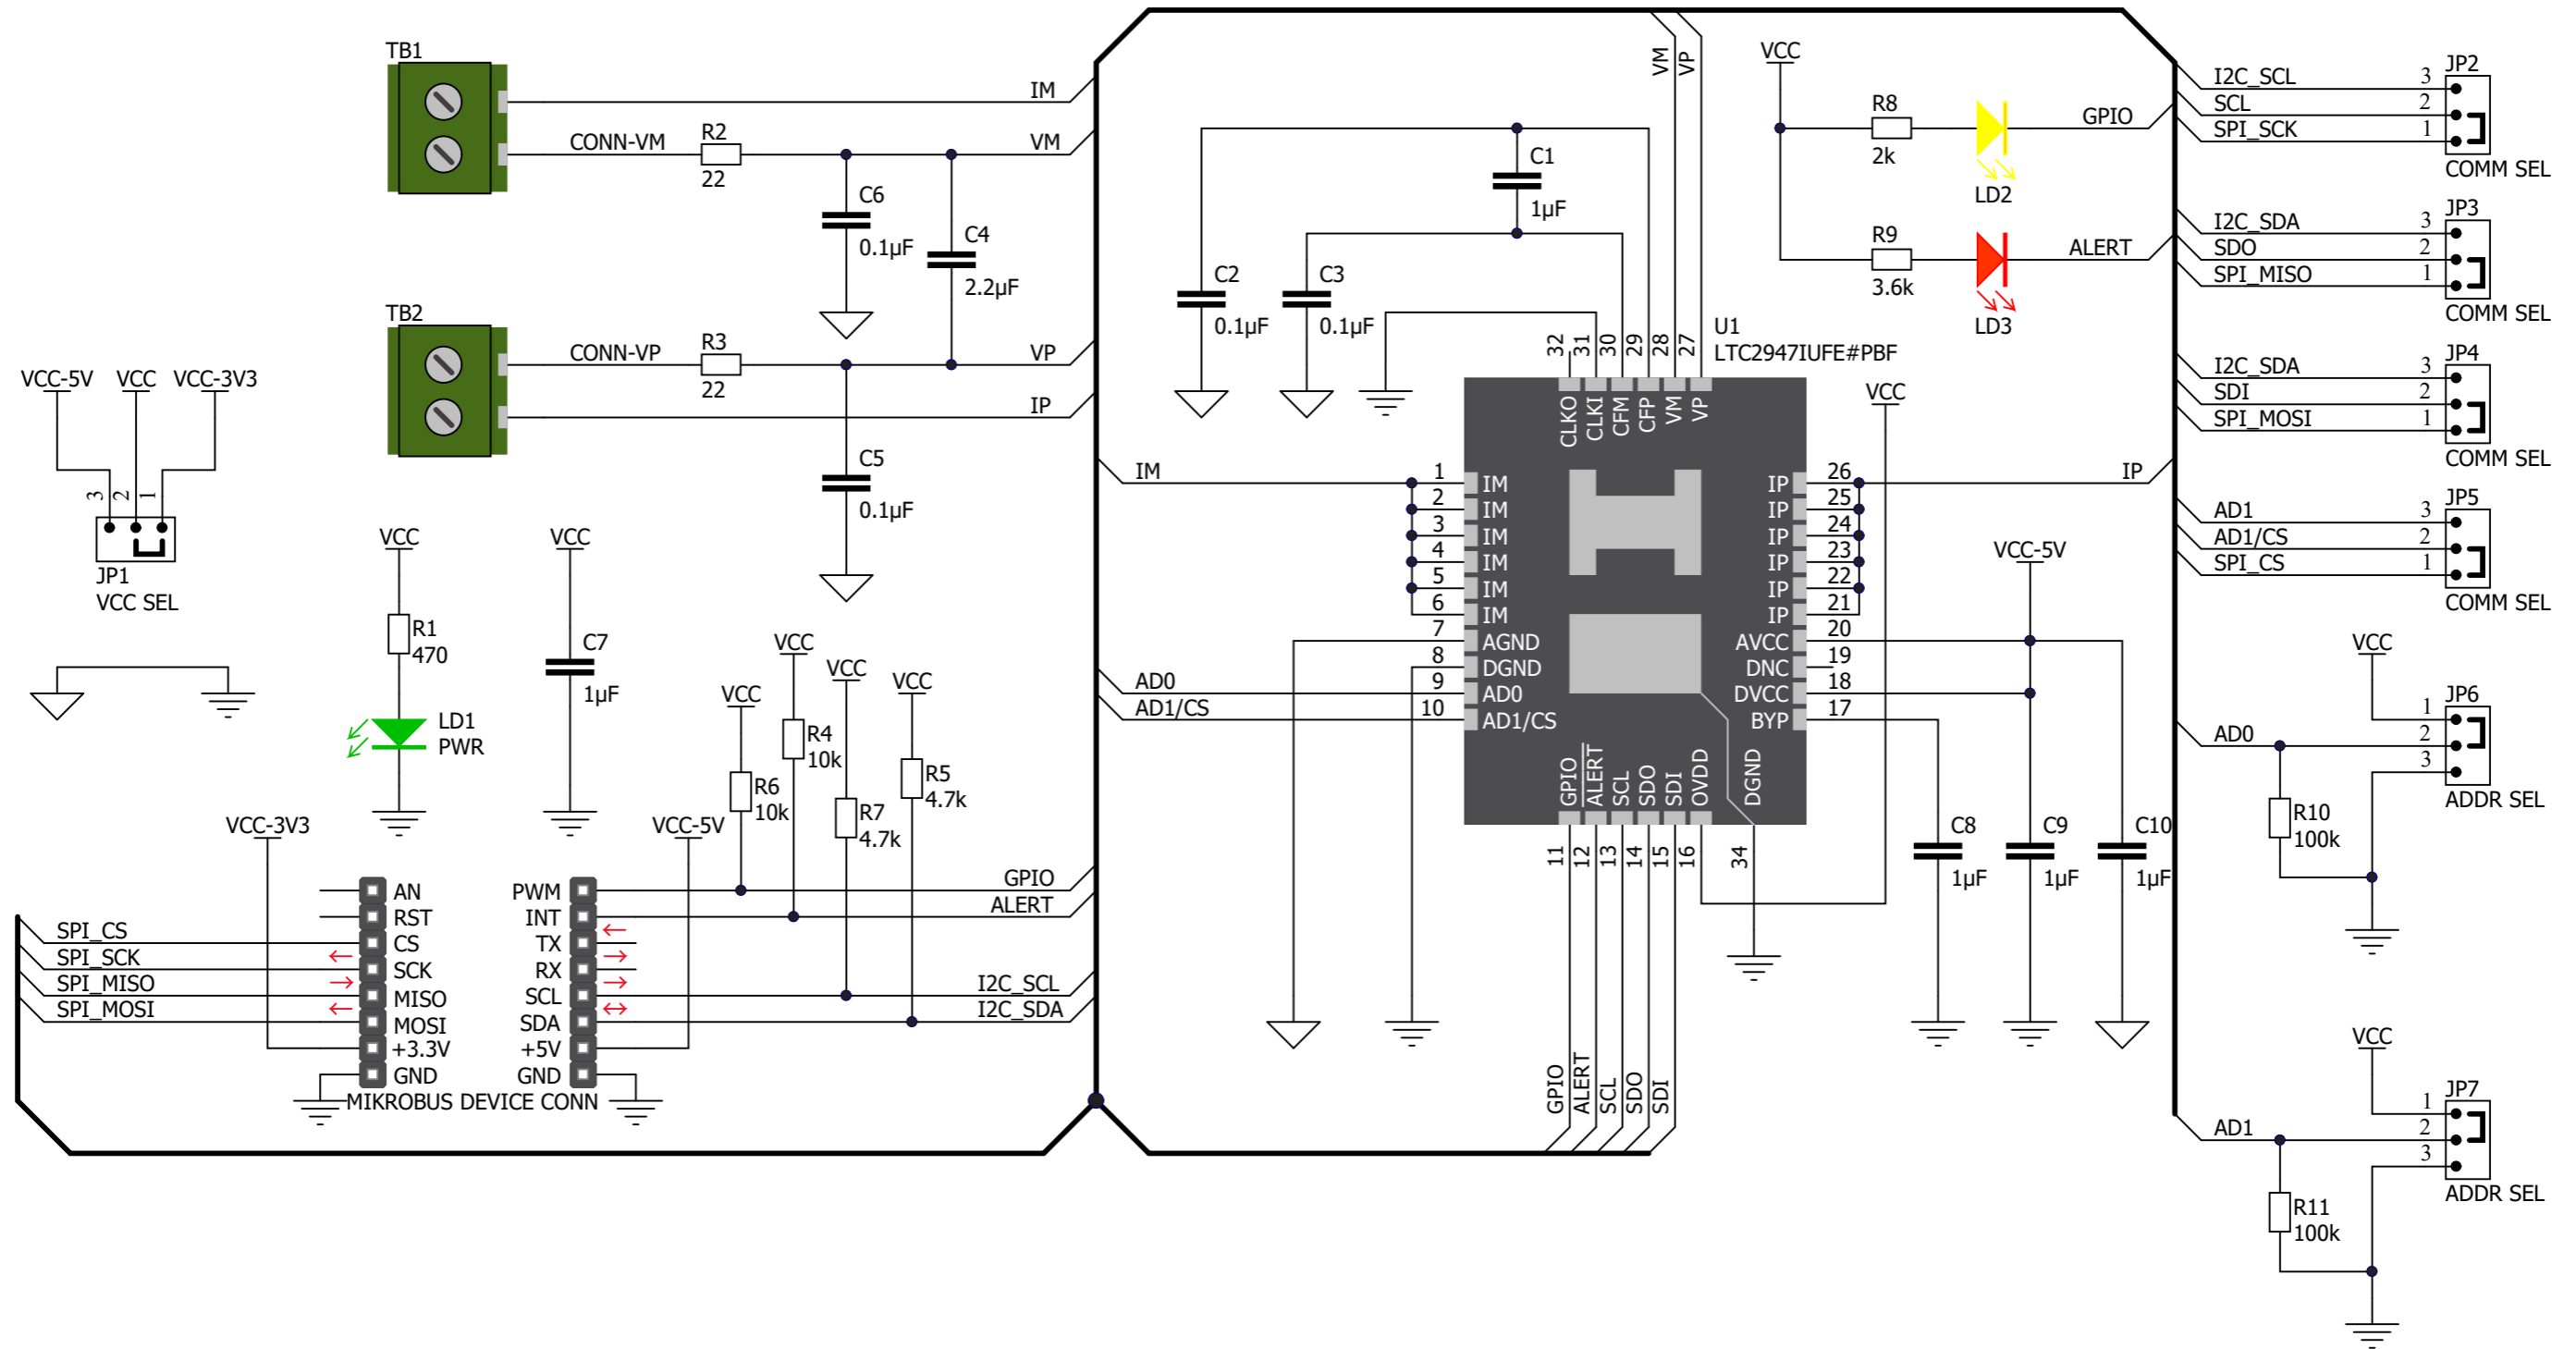 TB1
IM
CONN-VM
R2
22
VM
C6
0.1µF
C4
2.2µF
TB2
CONN-VP
R3
22
VP
IP
C5
0.1µF
VCC-5V
VCC
VCC-3V3
3
2
1
JP1
VCC SEL
VCC
R1
470
LD1
PWR
VCC
C7
1µF
VCC
R6
10k
VCC
R4
10k
VCC
R7
4.7k
VCC
R5
4.7k
VCC-3V3
VCC-5V
SPI_CS
SPI_SCK
SPI_MISO
SPI_MOSI
AN
RST
CS
SCK
MISO
MOSI
+3.3V
GND
PWM
INT
TX
RX
SCL
SDA
+5V
GND
MIKROBUS DEVICE CONN
GPIO
ALERT
I2C_SCL
I2C_SDA
VM
VP
C1
1µF
C2
0.1µF
C3
0.1µF
U1
LTC2947IUFE#PBF
32
31
30
29
28
27
CLKO
CLKI
CFM
CFP
VM
VP
IM
1
2
3
4
5
6
7
8
9
10
IM
IM
IM
IM
IM
IM
AGND
DGND
AD0
AD1/CS
AD0
AD1/CS
IP
IP
IP
IP
IP
IP
AVCC
DNC
DVCC
BYP
26
25
24
23
22
21
20
19
18
17
GPIO
ALERT
SCL
SDO
SDI
OVDD
DGND
11
12
13
14
15
16
34
GPIO
ALERT
SCL
SDO
SDI
VCC
IP
VCC-5V
C8
1µF
C9
1µF
C10
1µF
VCC
R8
2k
LD2
GPIO
R9
3.6k
LD3
ALERT
JP2
I2C_SCL 3
SCL 2
SPI_SCK 1
COMM SEL
JP3
I2C_SDA 3
SDO 2
SPI_MISO 1
COMM SEL
JP4
I2C_SDA 3
SDI 2
SPI_MOSI 1
COMM SEL
JP5
AD1 3
AD1/CS 2
SPI_CS 1
COMM SEL
VCC
JP6
1
AD0 2
3
ADDR SEL
R10
100k
VCC
JP7
1
AD1 2
3
ADDR SEL
R11
100k